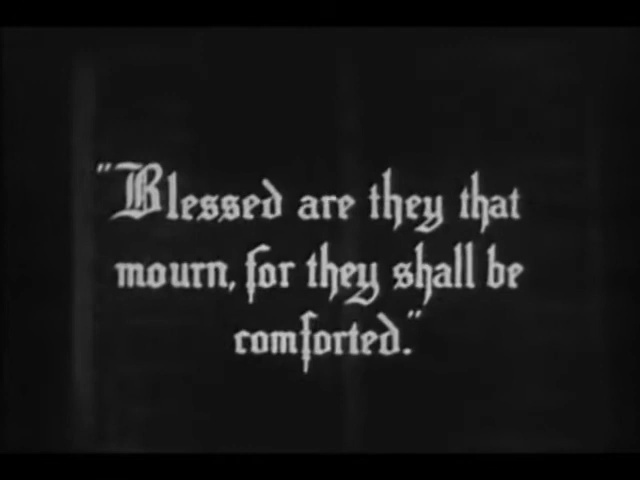 "Blessed are they that
mourn, for they shall be
comforted."